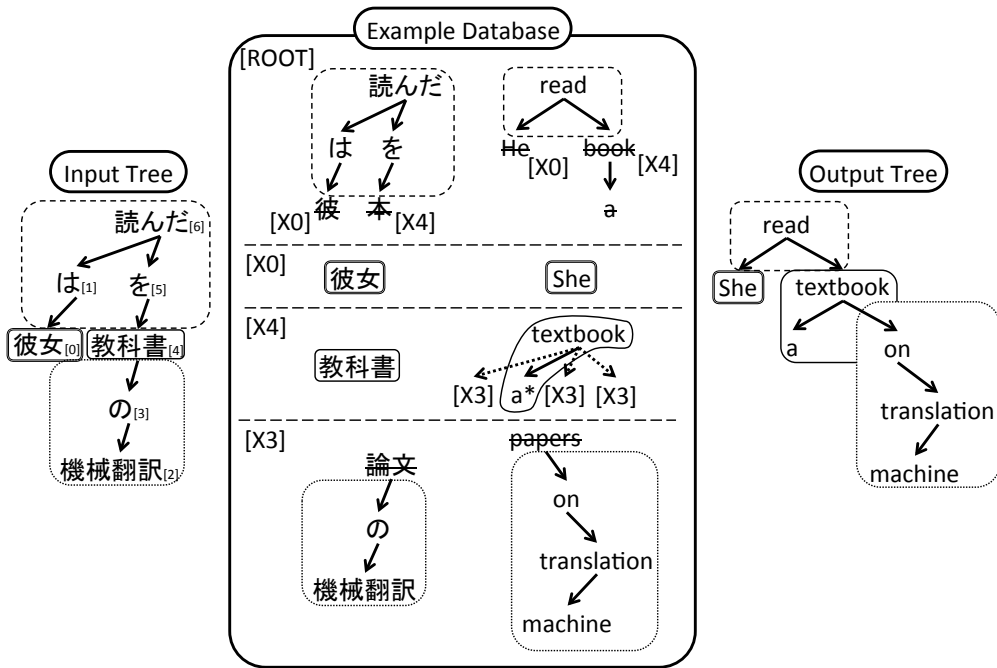 Example Database
Input Tree
読んだ[6]
は[1]
を[5]
彼女[0]
教科書[4]
の[3]
機械翻訳[2]
[ROOT]
読んだ
は
を
[X0] 彼
本 [X4]
read
He [X0]
book [X4]
a
[X0]
彼女
She
[X4]
教科書
textbook
[X3] a* [X3] [X3]
[X3]
論文
の
機械翻訳
papers
on
translation
machine
Output Tree
read
She
textbook
a
on
translation
machine